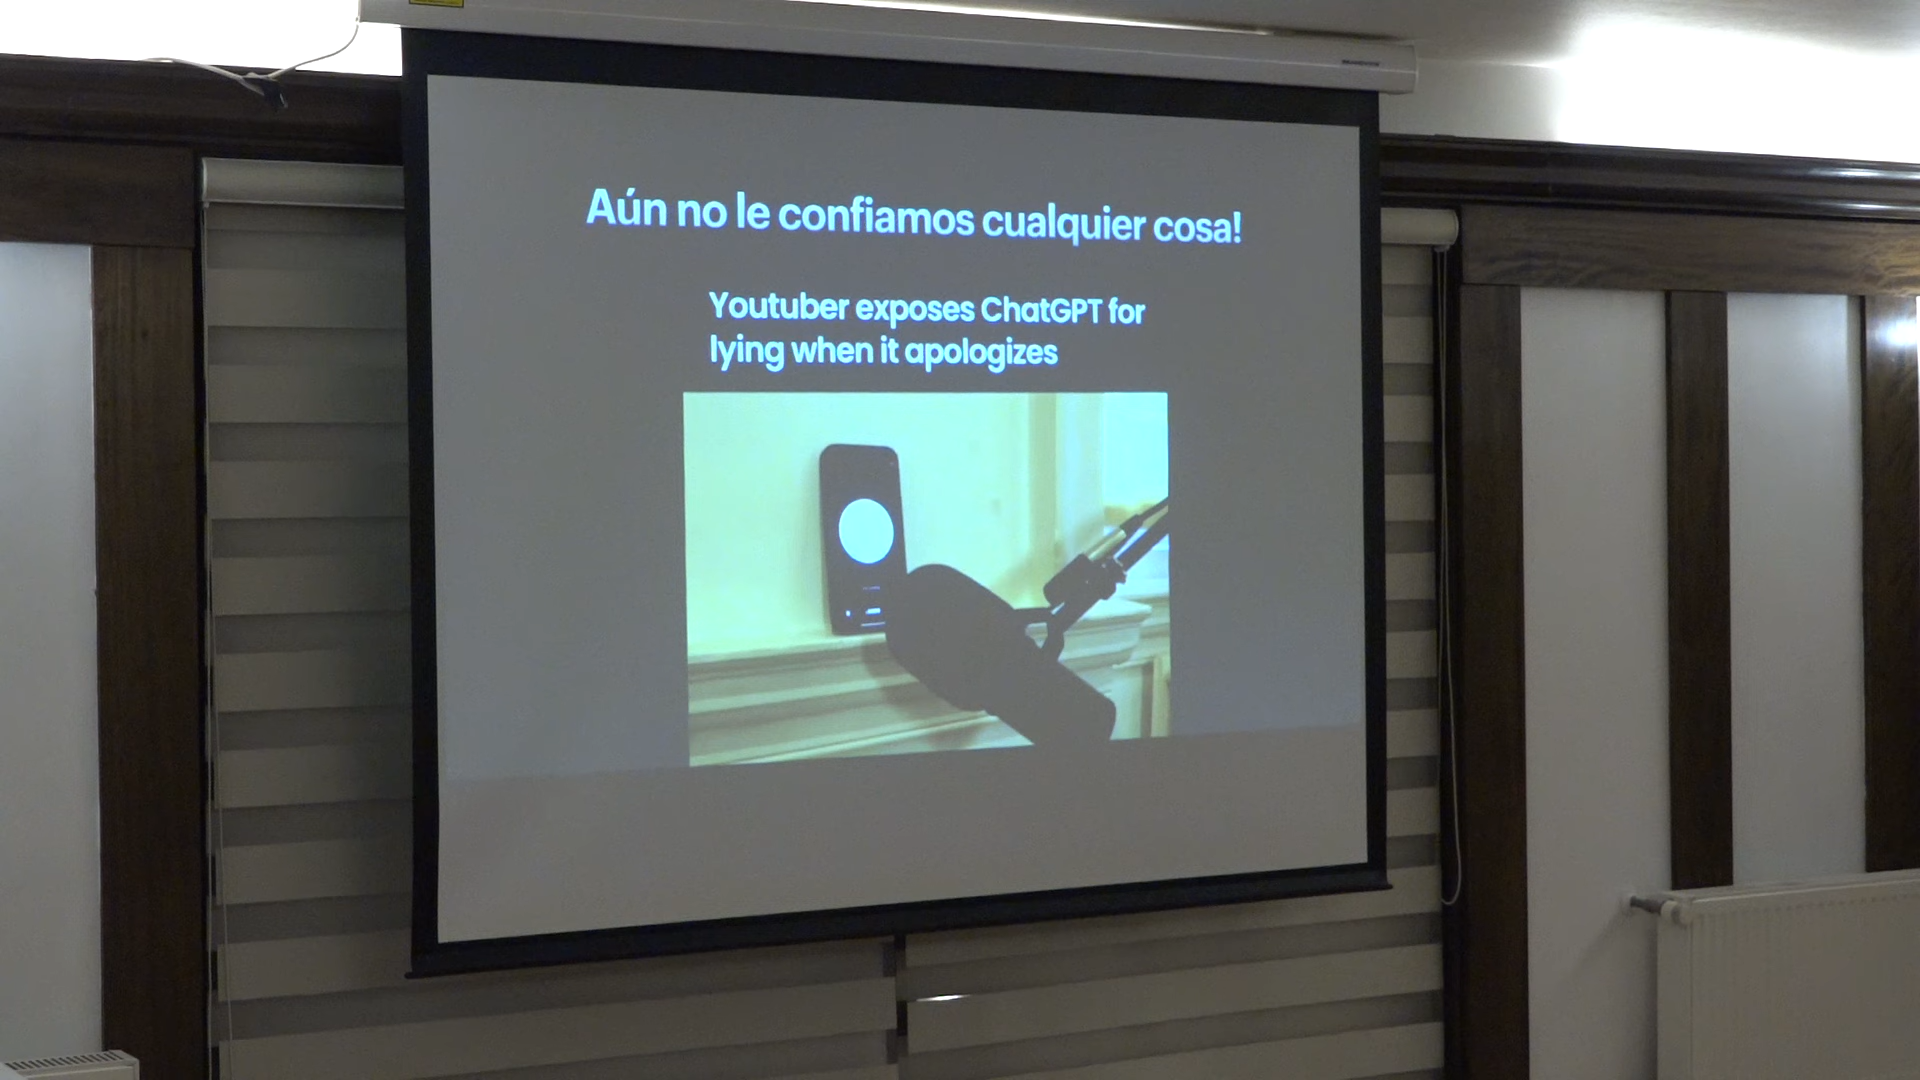 Aún no le confiamos cualquier cosa!
Youtuber exposes ChatGPT for
lying when it apologizes